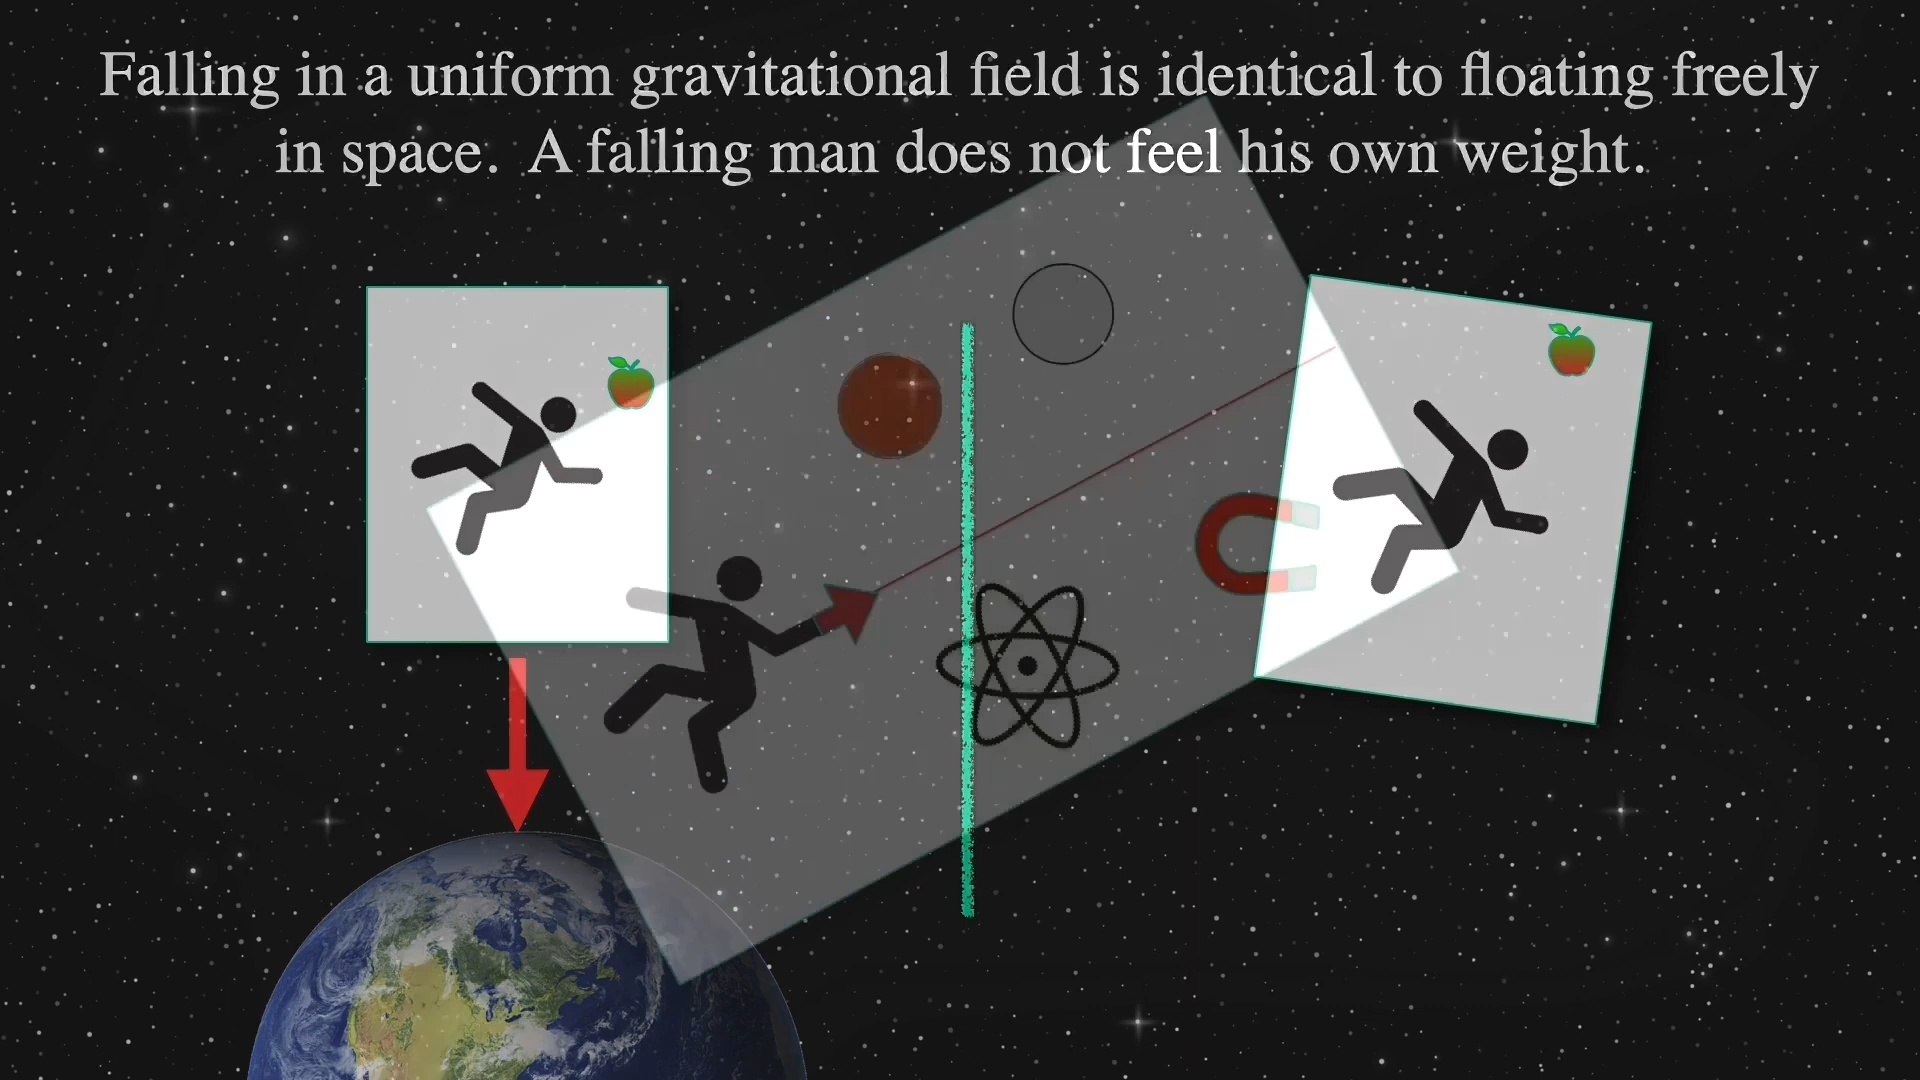 Falling in a uniform gravitational field is identical to floating freely
in space. A falling man does not feel his own weight.